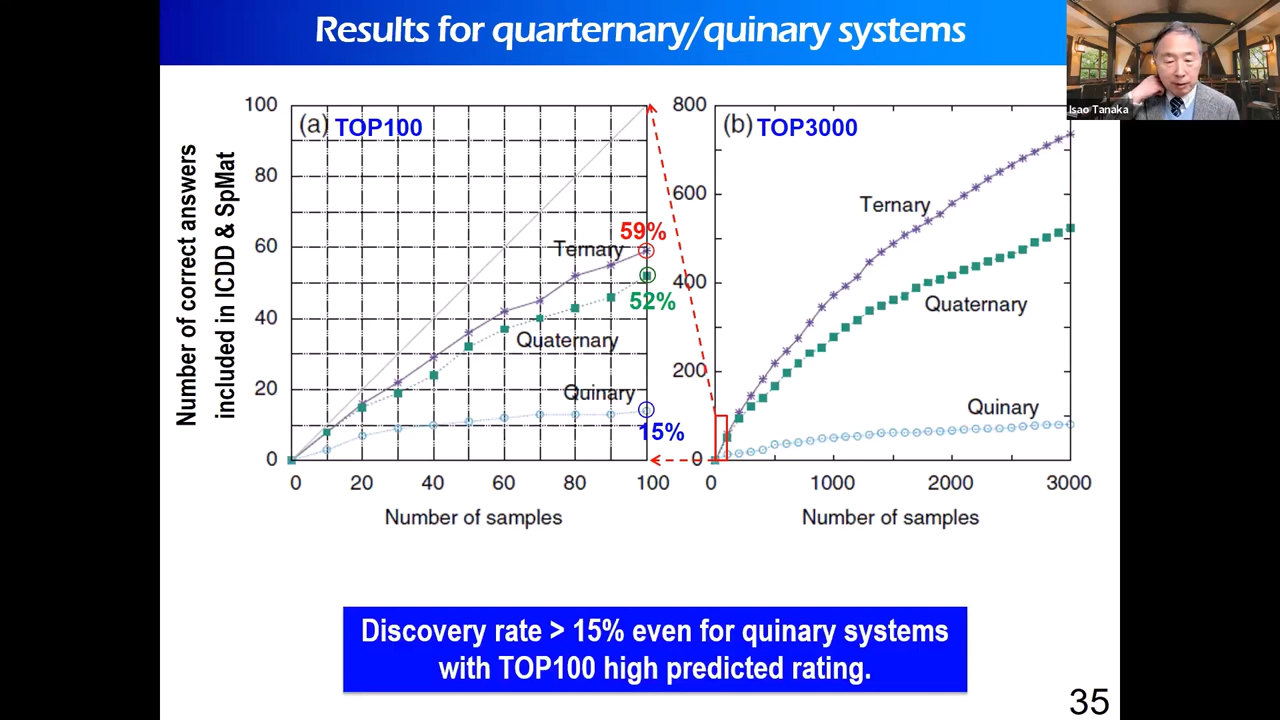 Results for quarternary/quinary systems
Isao Tanaka
Number of correct answers
included in ICDD & SpMat
100
80
60
40
20
0
(a) TOP100
59%
Ternary
52%
Quaternary
Quinary
15%
0 20 40 60 80 100
Number of samples
800
600
400
200
0
(b) TOP3000
Ternary
Quaternary
Quinary
0 1000 2000 3000
Number of samples
Discovery rate > 15% even for quinary systems
with TOP100 high predicted rating.
35